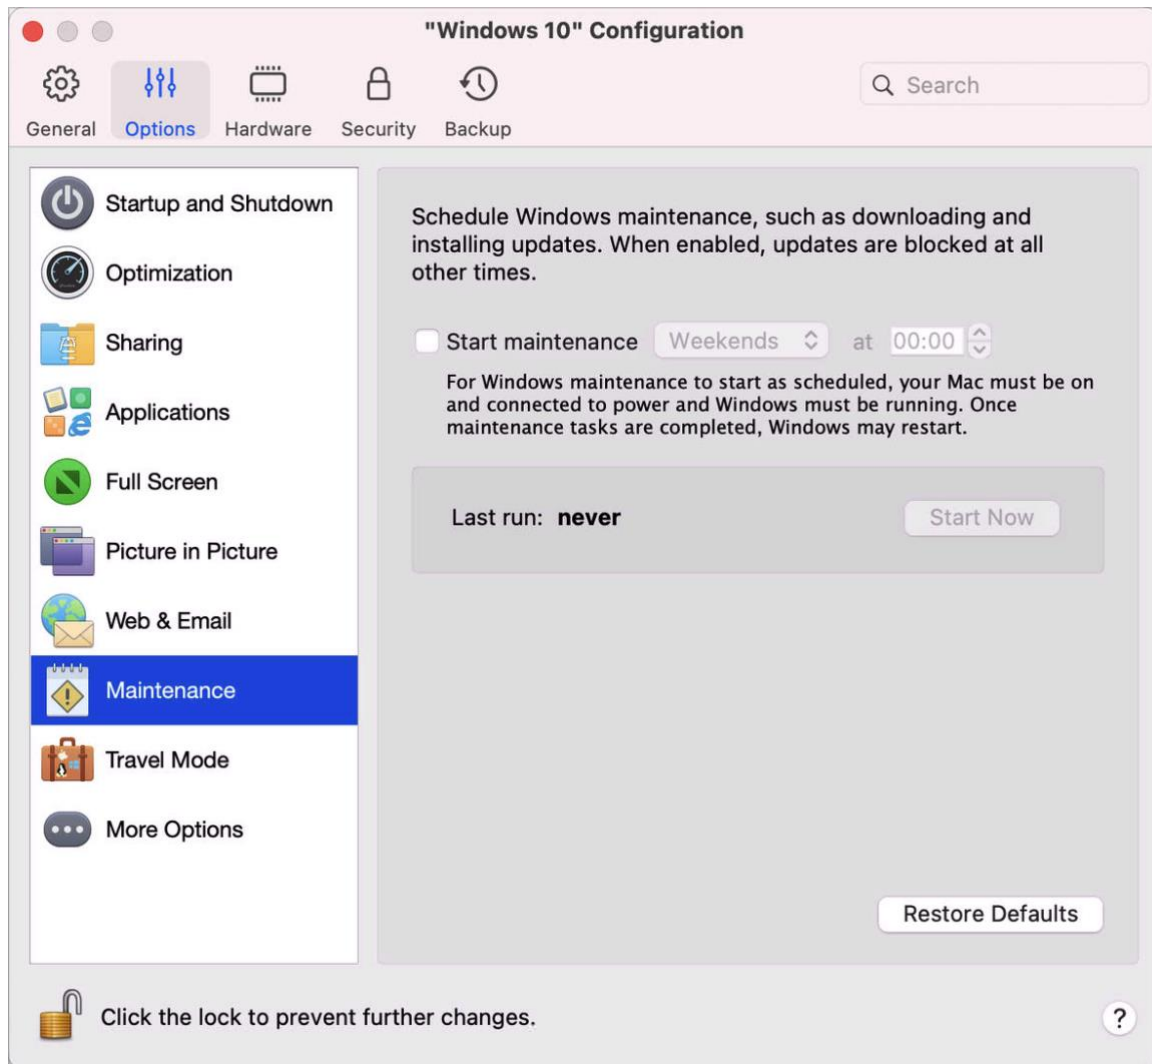 "Windows 10" Configuration
General
Options
Hardware
Security
Backup
Search
Startup and Shutdown
Optimization
Sharing
Applications
Full Screen
Picture in Picture
Web & Email
Maintenance
Travel Mode
More Options
Schedule Windows maintenance, such as downloading and
installing updates. When enabled, updates are blocked at all
other times.
Start maintenance Weekends at 00:00
For Windows maintenance to start as scheduled, your Mac must be on
and connected to power and Windows must be running. Once
maintenance tasks are completed, Windows may restart.
Last run: never Start Now
Restore Defaults
Click the lock to prevent further changes. ?